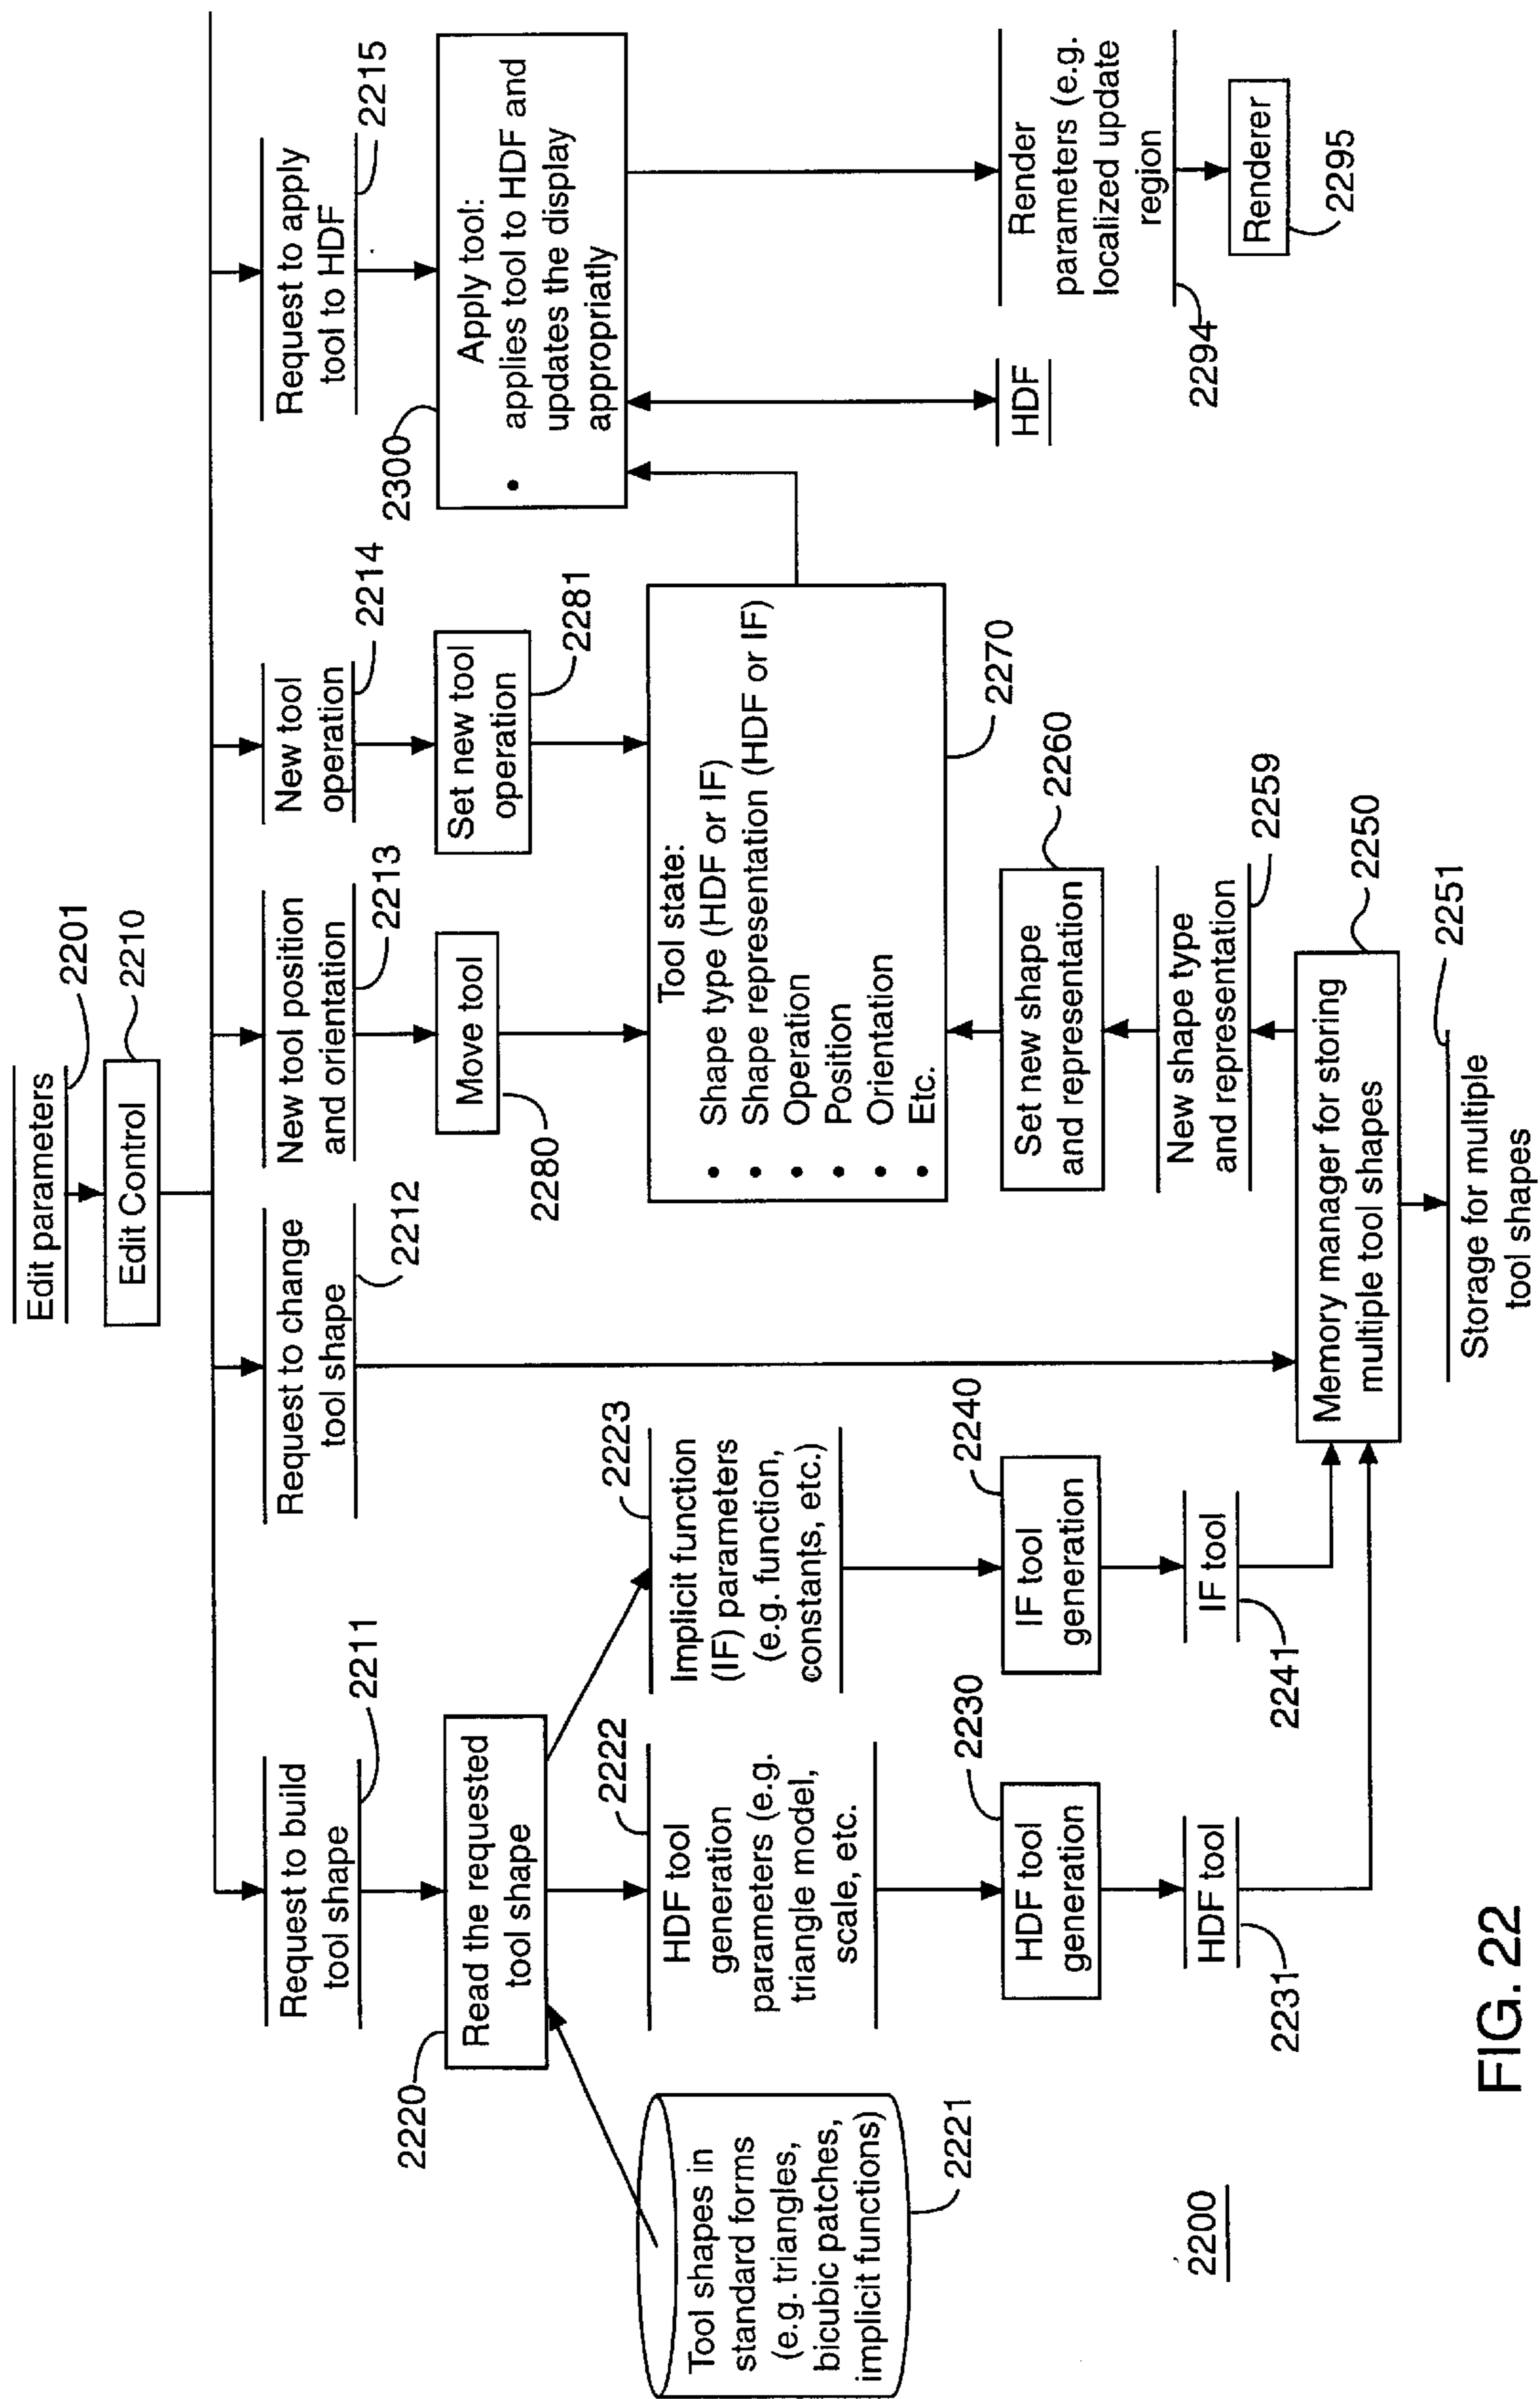 Edit parameters
2201
Edit Control
2210
Request to build
tool shape
2211
Request to change
tool shape
2212
New tool position
and orientation
2213
New tool
operation
2214
Request to apply
tool to HDF
2215
2220
Read the requested
tool shape
Move tool
2280
Set new tool
operation
2281
2300
Apply tool:
• applies tool to HDF and
updates the display
appropriatly
Tool shapes in
standard forms
(e.g. triangles,
bicubic patches,
implicit functions)
2221
HDF tool
generation
parameters (e.g.
triangle model,
scale, etc.
2222
Implicit function
(IF) parameters
(e.g. function,
constants, etc.)
2223
Tool state:
• Shape type (HDF or IF)
• Shape representation (HDF or IF)
• Operation
• Position
• Orientation
• Etc.
2270
HDF tool
generation
2230
IF tool
generation
2240
Set new shape
and representation
2260
HDF
Render
parameters (e.g.
localized update
region
2294
HDF tool
2231
IF tool
2241
New shape type
and representation
2259
Renderer
2295
Memory manager for storing
multiple tool shapes
2250
Storage for multiple
tool shapes
2251
2200
FIG. 22